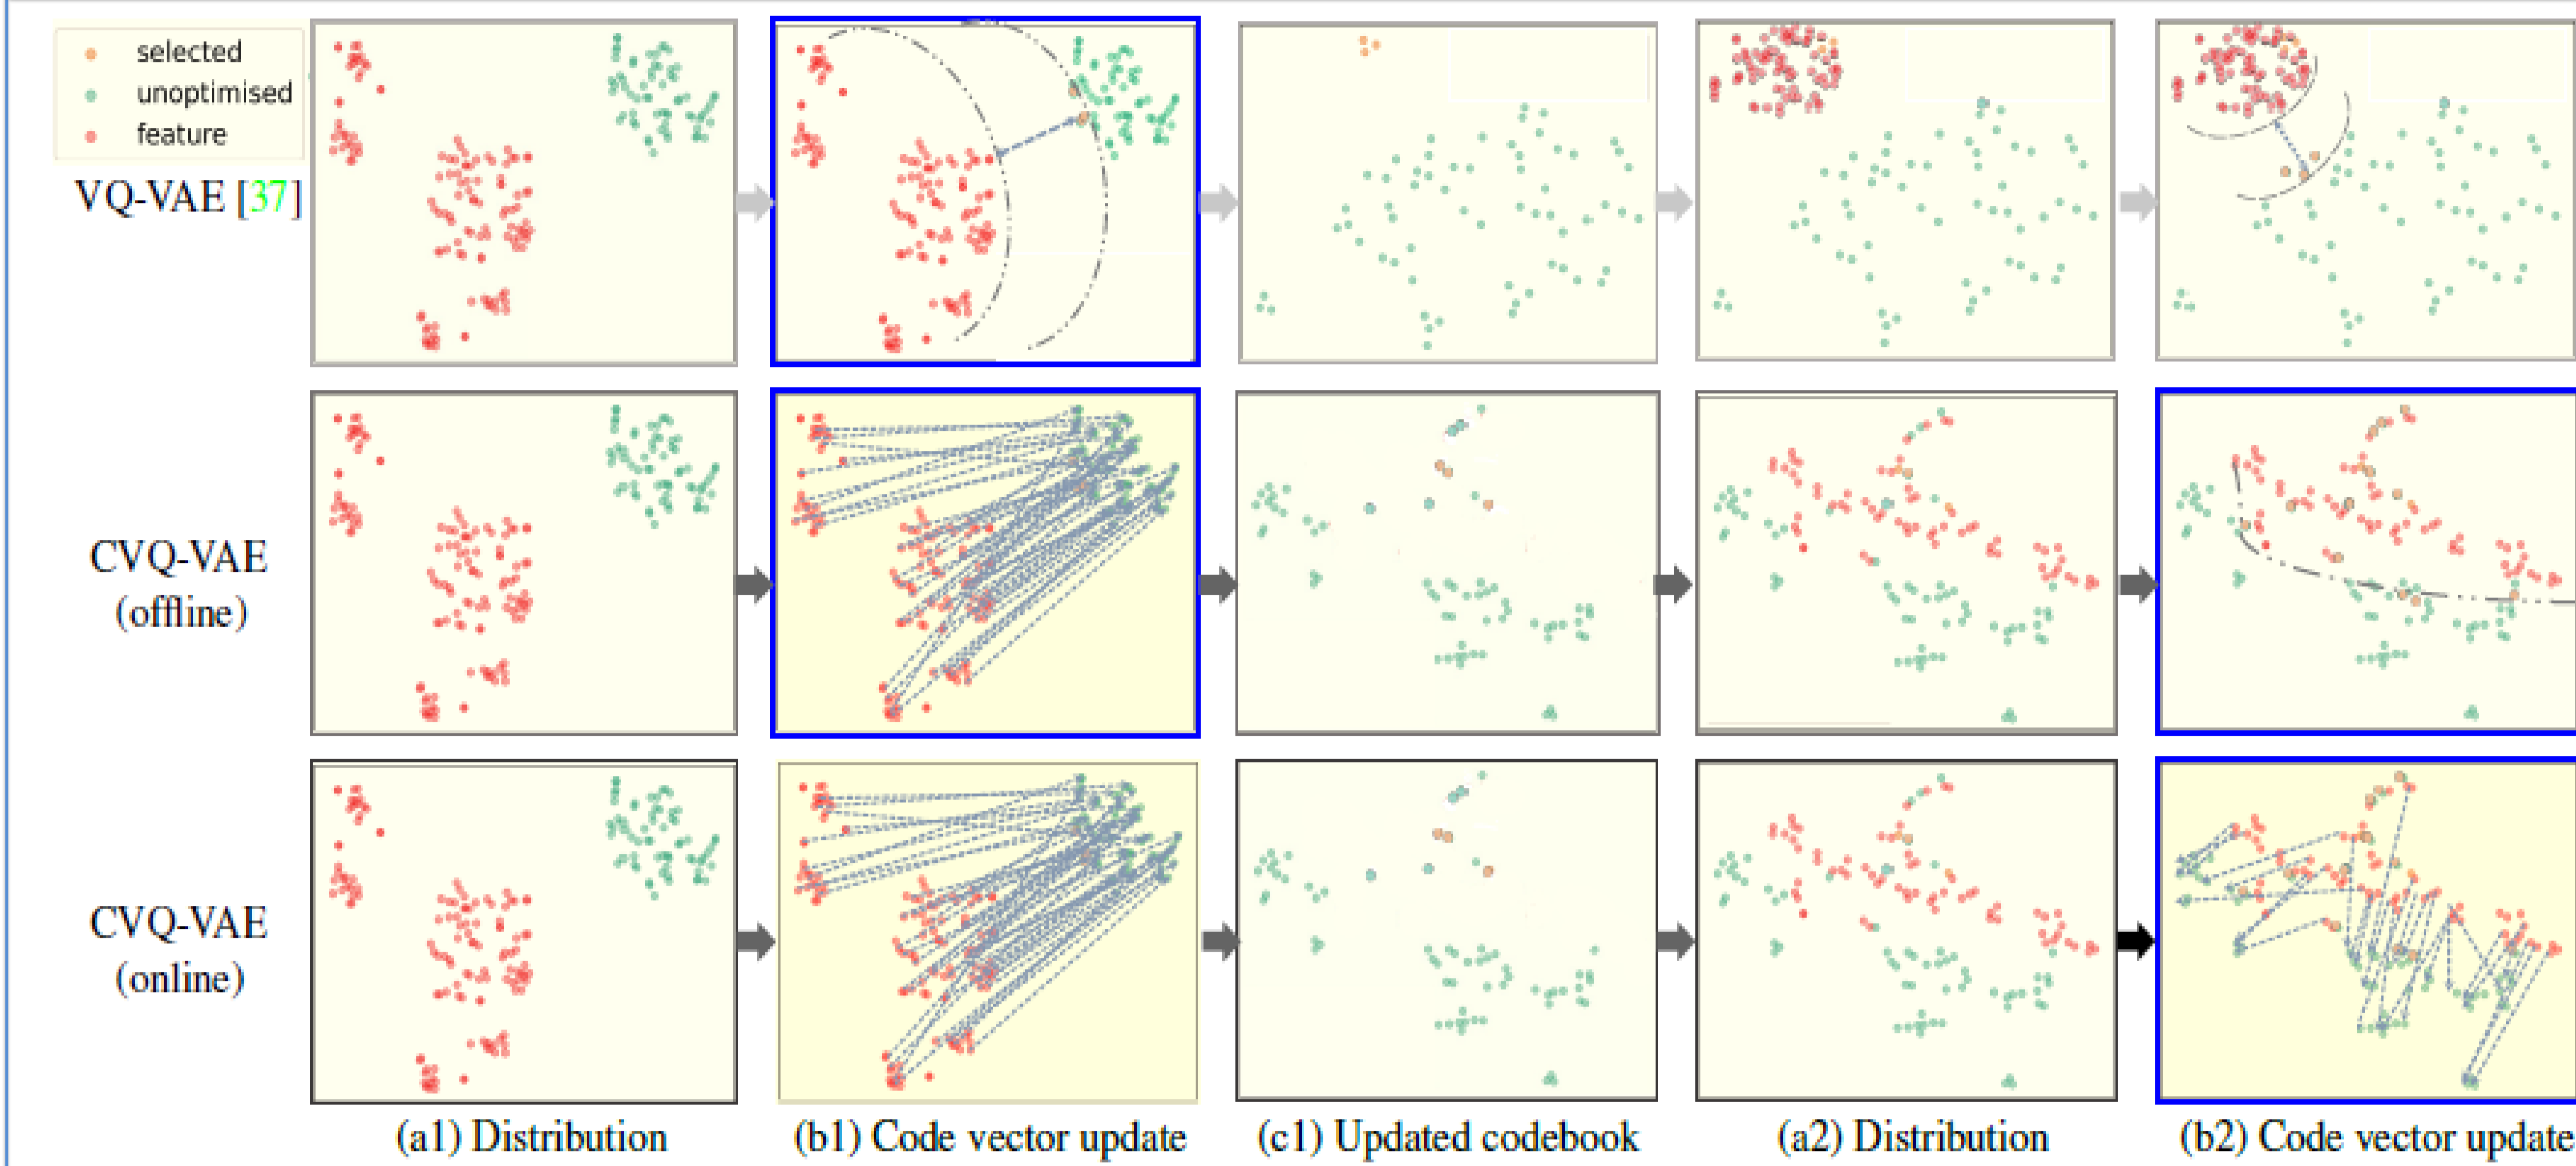 selected
unoptimised
feature
VQ-VAE [37]
CVQ-VAE
(offline)
CVQ-VAE
(online)
(a1) Distribution
(b1) Code vector update
(c1) Updated codebook
(a2) Distribution
(b2) Code vector update